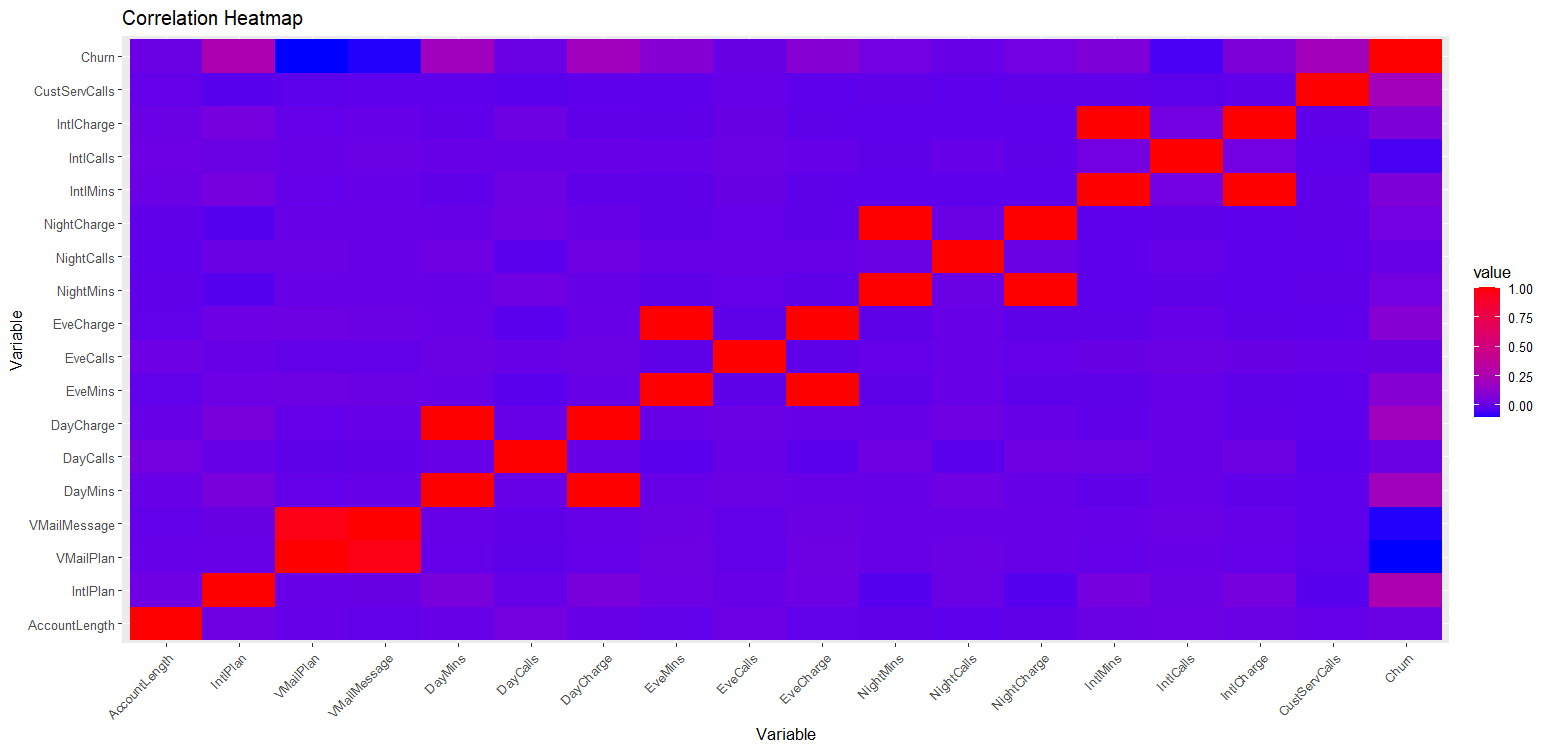 Correlation Heatmap
Churn
CustServCalls
IntlCharge
IntlCalls
IntlMins
NightCharge
NightCalls
NightMins
EveCharge
EveCalls
EveMins
DayCharge
DayCalls
DayMins
VMailMessage
VMailPlan
IntlPlan
AccountLength
Variable
AccountLength
IntlPlan
VMailPlan
VMailMessage
DayMins
DayCalls
DayCharge
EveMins
EveCalls
EveCharge
NightMins
NightCalls
NightCharge
IntlMins
IntlCalls
IntlCharge
CustServCalls
Churn
Variable
value
1.00
0.75
0.50
0.25
0.00